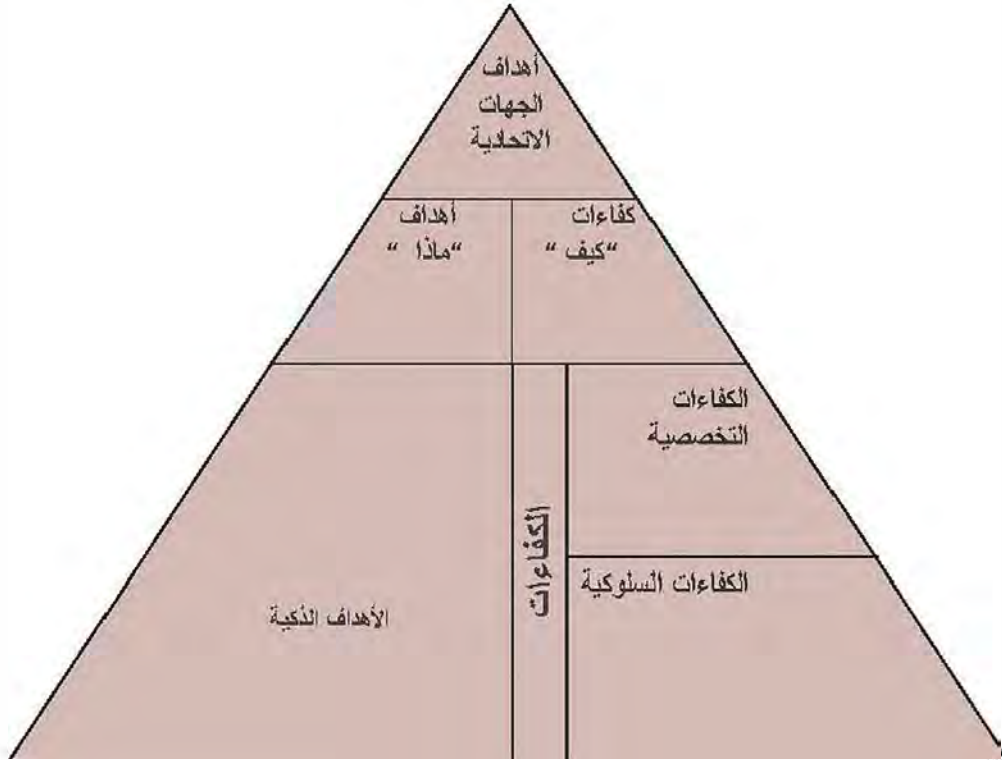 أهداف
الجهات
الاتحادية
كفاءات
“كيف “
أهداف
“ماذا “
الكفاءات
التخصصية
الكفاءات
الكفاءات السلوكية
الأهداف الذكية